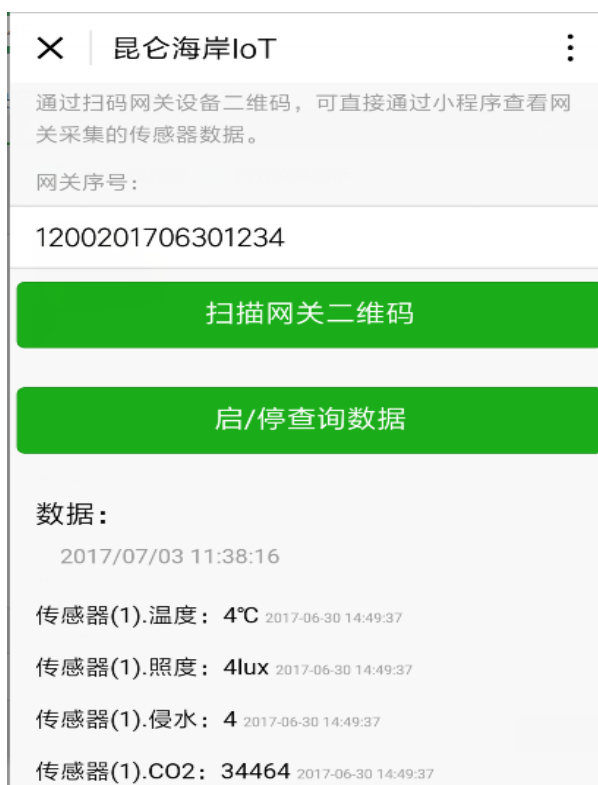 昆仑海岸IoT
通过扫码网关设备二维码，可直接通过小程序查看网
关采集的传感器数据。
网关序号：
1200201706301234
扫描网关二维码
启/停查询数据
数据：
2017/07/03 11:38:16
传感器(1).温度：4℃ 2017-06-30 14:49:37
传感器(1).照度：4lux 2017-06-30 14:49:37
传感器(1).侵水：4 2017-06-30 14:49:37
传感器(1).CO2：34464 2017-06-30 14:49:37